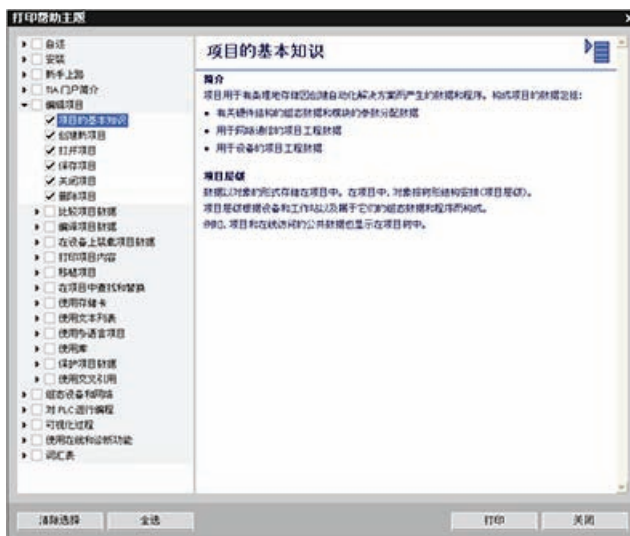 打印帮助主题
自述
安装
新手上路
TIA 门户简介
编辑项目
项目的基本知识
创建新项目
打开项目
保存项目
关闭项目
删除项目
比较项目数据
编译项目数据
在设备上装载项目数据
打印项目内容
移植项目
在项目中查找和替换
使用存储卡
使用文本列表
使用多语言项目
使用库
保护项目数据
使用交叉引用
组态设备和网络
对 PLC 进行编程
可视化过程
使用在线和诊断功能
词汇表
项目的基本知识
简介
项目用于有条理地存储因创建自动化解决方案而产生的数据和程序。构成项目的数据包括:
• 有关硬件结构的组态数据和模块的参数分配数据
• 用于网络通信的项目工程数据
• 用于设备的项目工程数据
项目层级
数据以对象的形式存储在项目中。在项目中，对象按树形结构安排(项目层级)。
项目层级根据设备和工作站以及属于它们的组态数据和程序而构成。
例如，项目和在线访问的公共数据也显示在项目树中。
清除选择
全选
打印
关闭